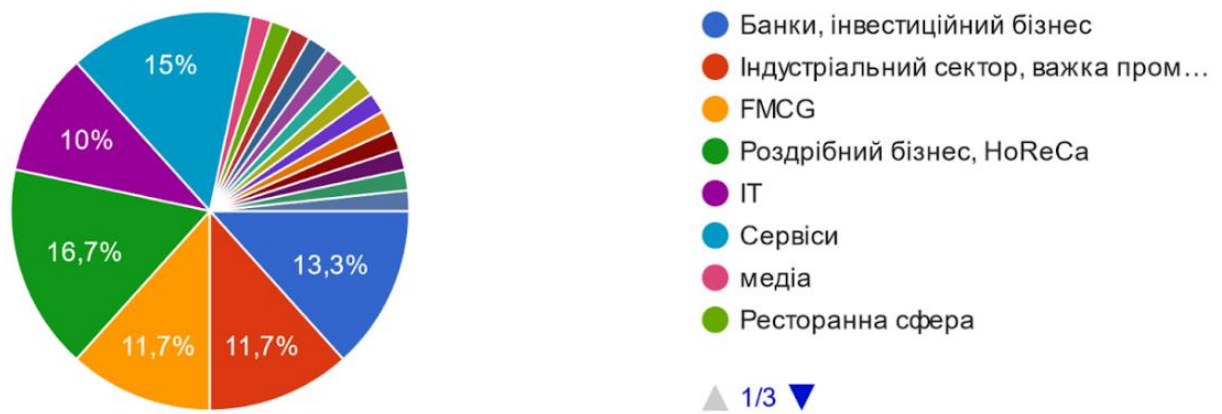 15%
10%
16,7%
13,3%
11,7%
11,7%
Банки, інвестиційний бізнес
Індустріальний сектор, важка пром…
FMCG
Роздрібний бізнес, HoReCa
IT
Сервіси
медіа
Ресторанна сфера
1/3